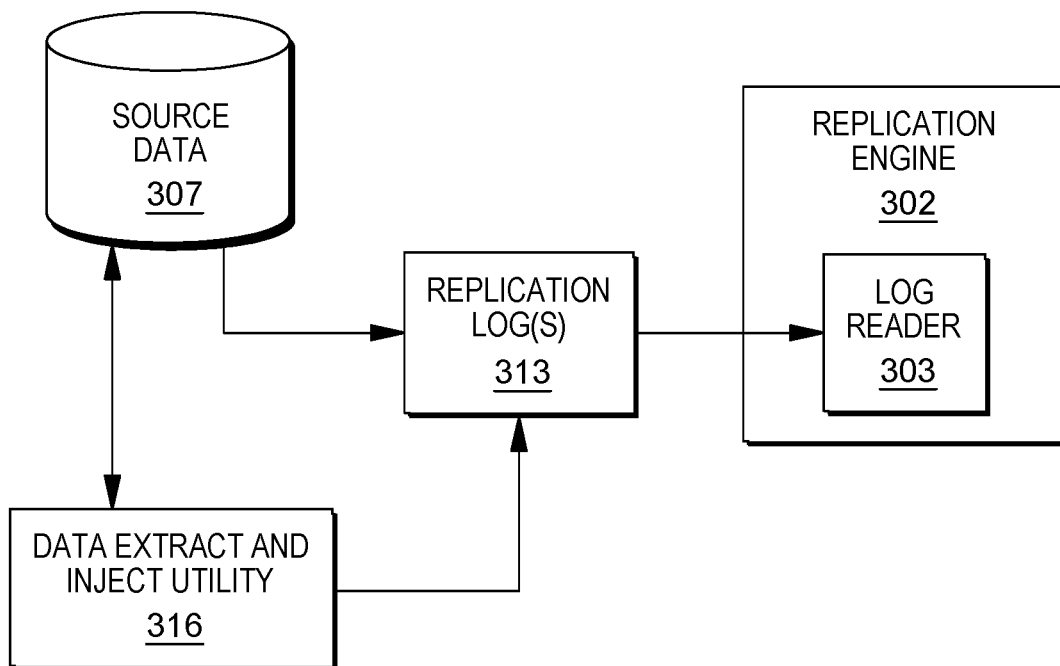 SOURCE
DATA
307
REPLICATION
ENGINE
302
REPLICATION
LOG(S)
313
LOG
READER
303
DATA EXTRACT AND
INJECT UTILITY
316